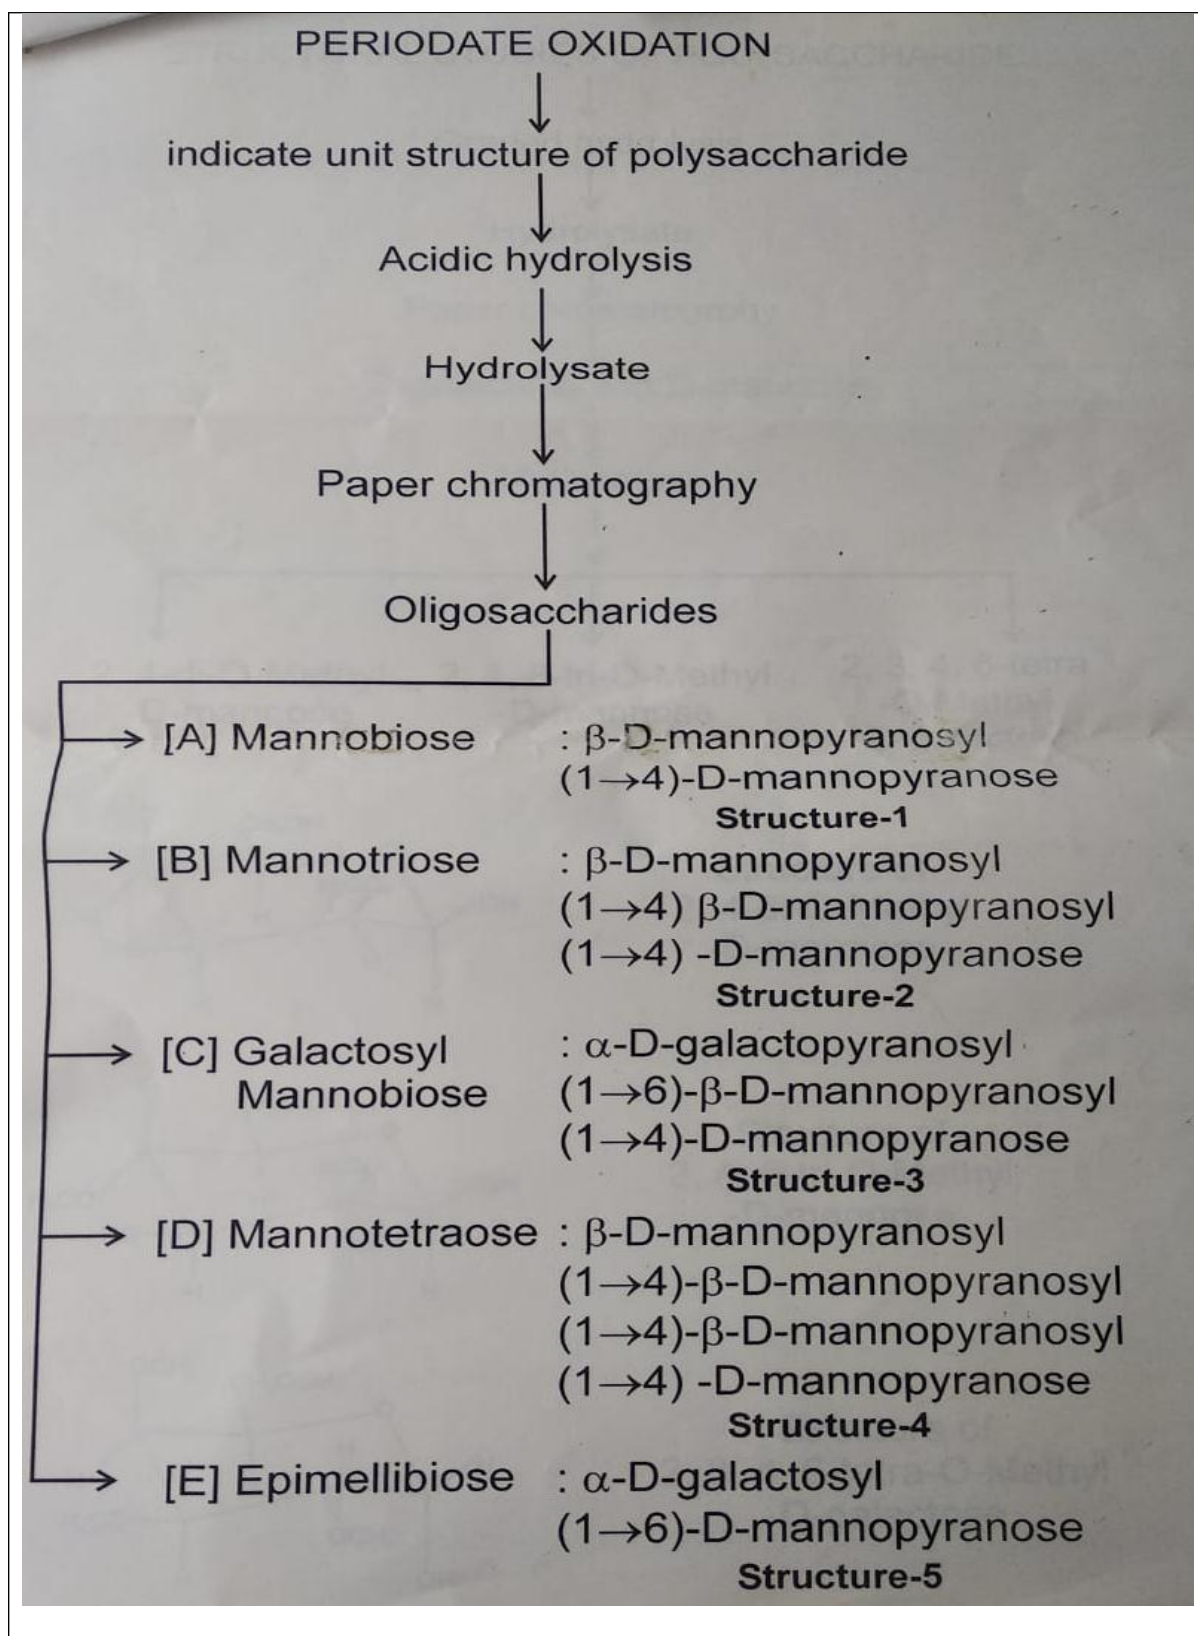 PERIODATE OXIDATION
indicate unit structure of polysaccharide
Acidic hydrolysis
Hydrolysate
Paper chromatography
Oligosaccharides
[A] Mannobiose : β-D-mannopyranosyl
(1→4)-D-mannopyranose
Structure-1
[B] Mannotriose : β-D-mannopyranosyl
(1→4) β-D-mannopyranosyl
(1→4) -D-mannopyranose
Structure-2
[C] Galactosyl : α-D-galactopyranosyl
Mannobiose (1→6)-β-D-mannopyranosyl
(1→4)-D-mannopyranose
Structure-3
[D] Mannotetraose : β-D-mannopyranosyl
(1→4)-β-D-mannopyranosyl
(1→4)-β-D-mannopyranosyl
(1→4) -D-mannopyranose
Structure-4
[E] Epimellibiose : α-D-galactosyl
(1→6)-D-mannopyranose
Structure-5